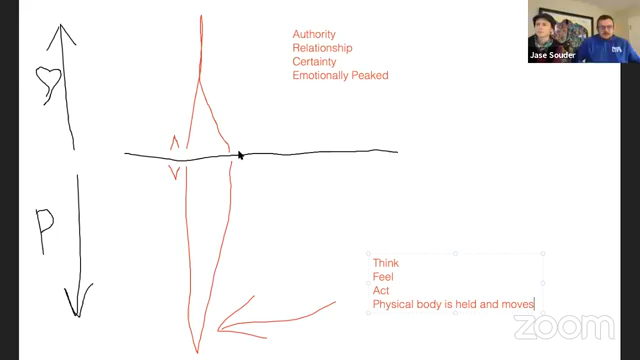 Authority
Relationship
Certainty
Emotionally Peaked
Jase Souder
P
Think
Feel
Act
Physical body is held and moves
zoom